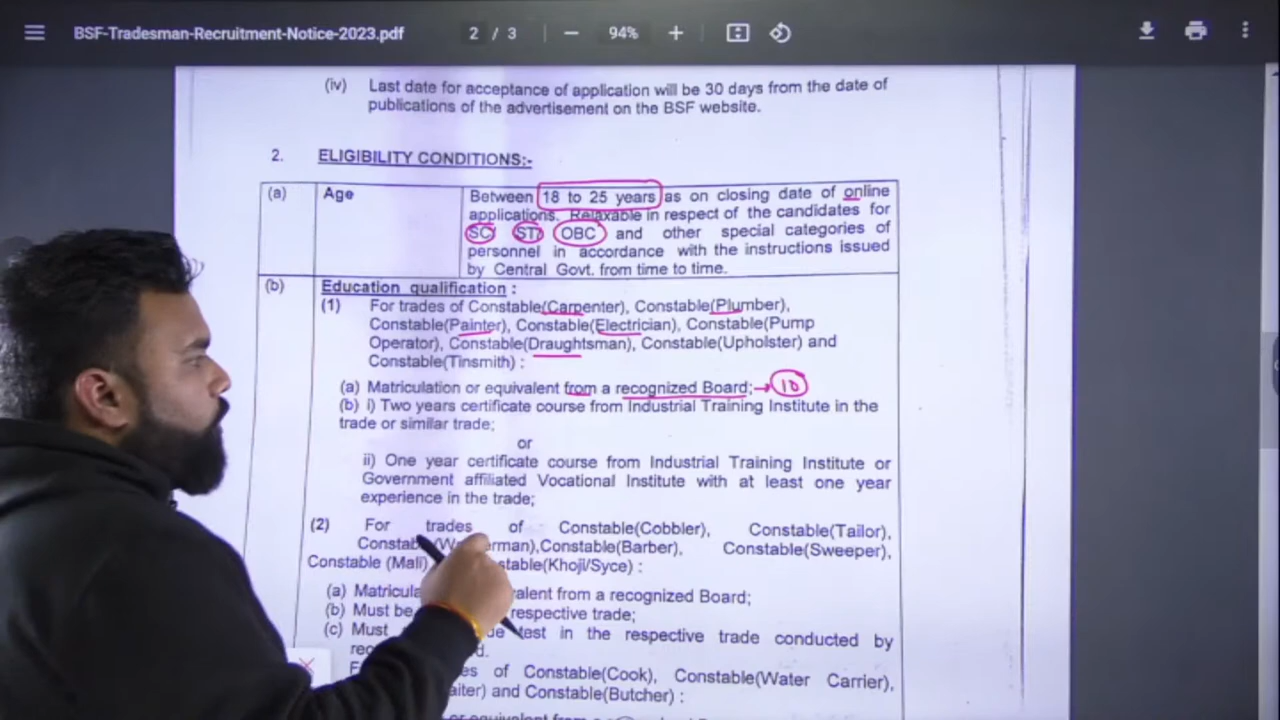 BSF-Tradesman-Recruitment-Notice-2023.pdf 2 / 3 94%
(iv) Last date for acceptance of application will be 30 days from the date of
publications of the advertisement on the BSF website.
2. ELIGIBILITY CONDITIONS:-
(a) Age Between 18 to 25 years as on closing date of online
applications. Relaxable in respect of the candidates for
SC ST OBC and other special categories of
personnel in accordance with the instructions issued
by Central Govt. from time to time.
(b) Education qualification :
(1) For trades of Constable(Carpenter), Constable(Plumber),
Constable(Painter), Constable(Electrician), Constable(Pump
Operator), Constable(Draughtsman), Constable(Upholster) and
Constable(Tinsmith) :
(a) Matriculation or equivalent from a recognized Board; → 10
(b) i) Two years certificate course from Industrial Training Institute in the
trade or similar trade;
or
ii) One year certificate course from Industrial Training Institute or
Government affiliated Vocational Institute with at least one year
experience in the trade;
(2) For trades of Constable(Cobbler), Constable(Tailor),
Constable(Barber), Constable(Sweeper),
Constable (Mali) (Khoji/Syce) :
(a) from a recognized Board;
(b) Must be respective trade;
(c) Must test in the respective trade conducted by
of Constable(Cook), Constable(Water Carrier),
and Constable(Butcher) :